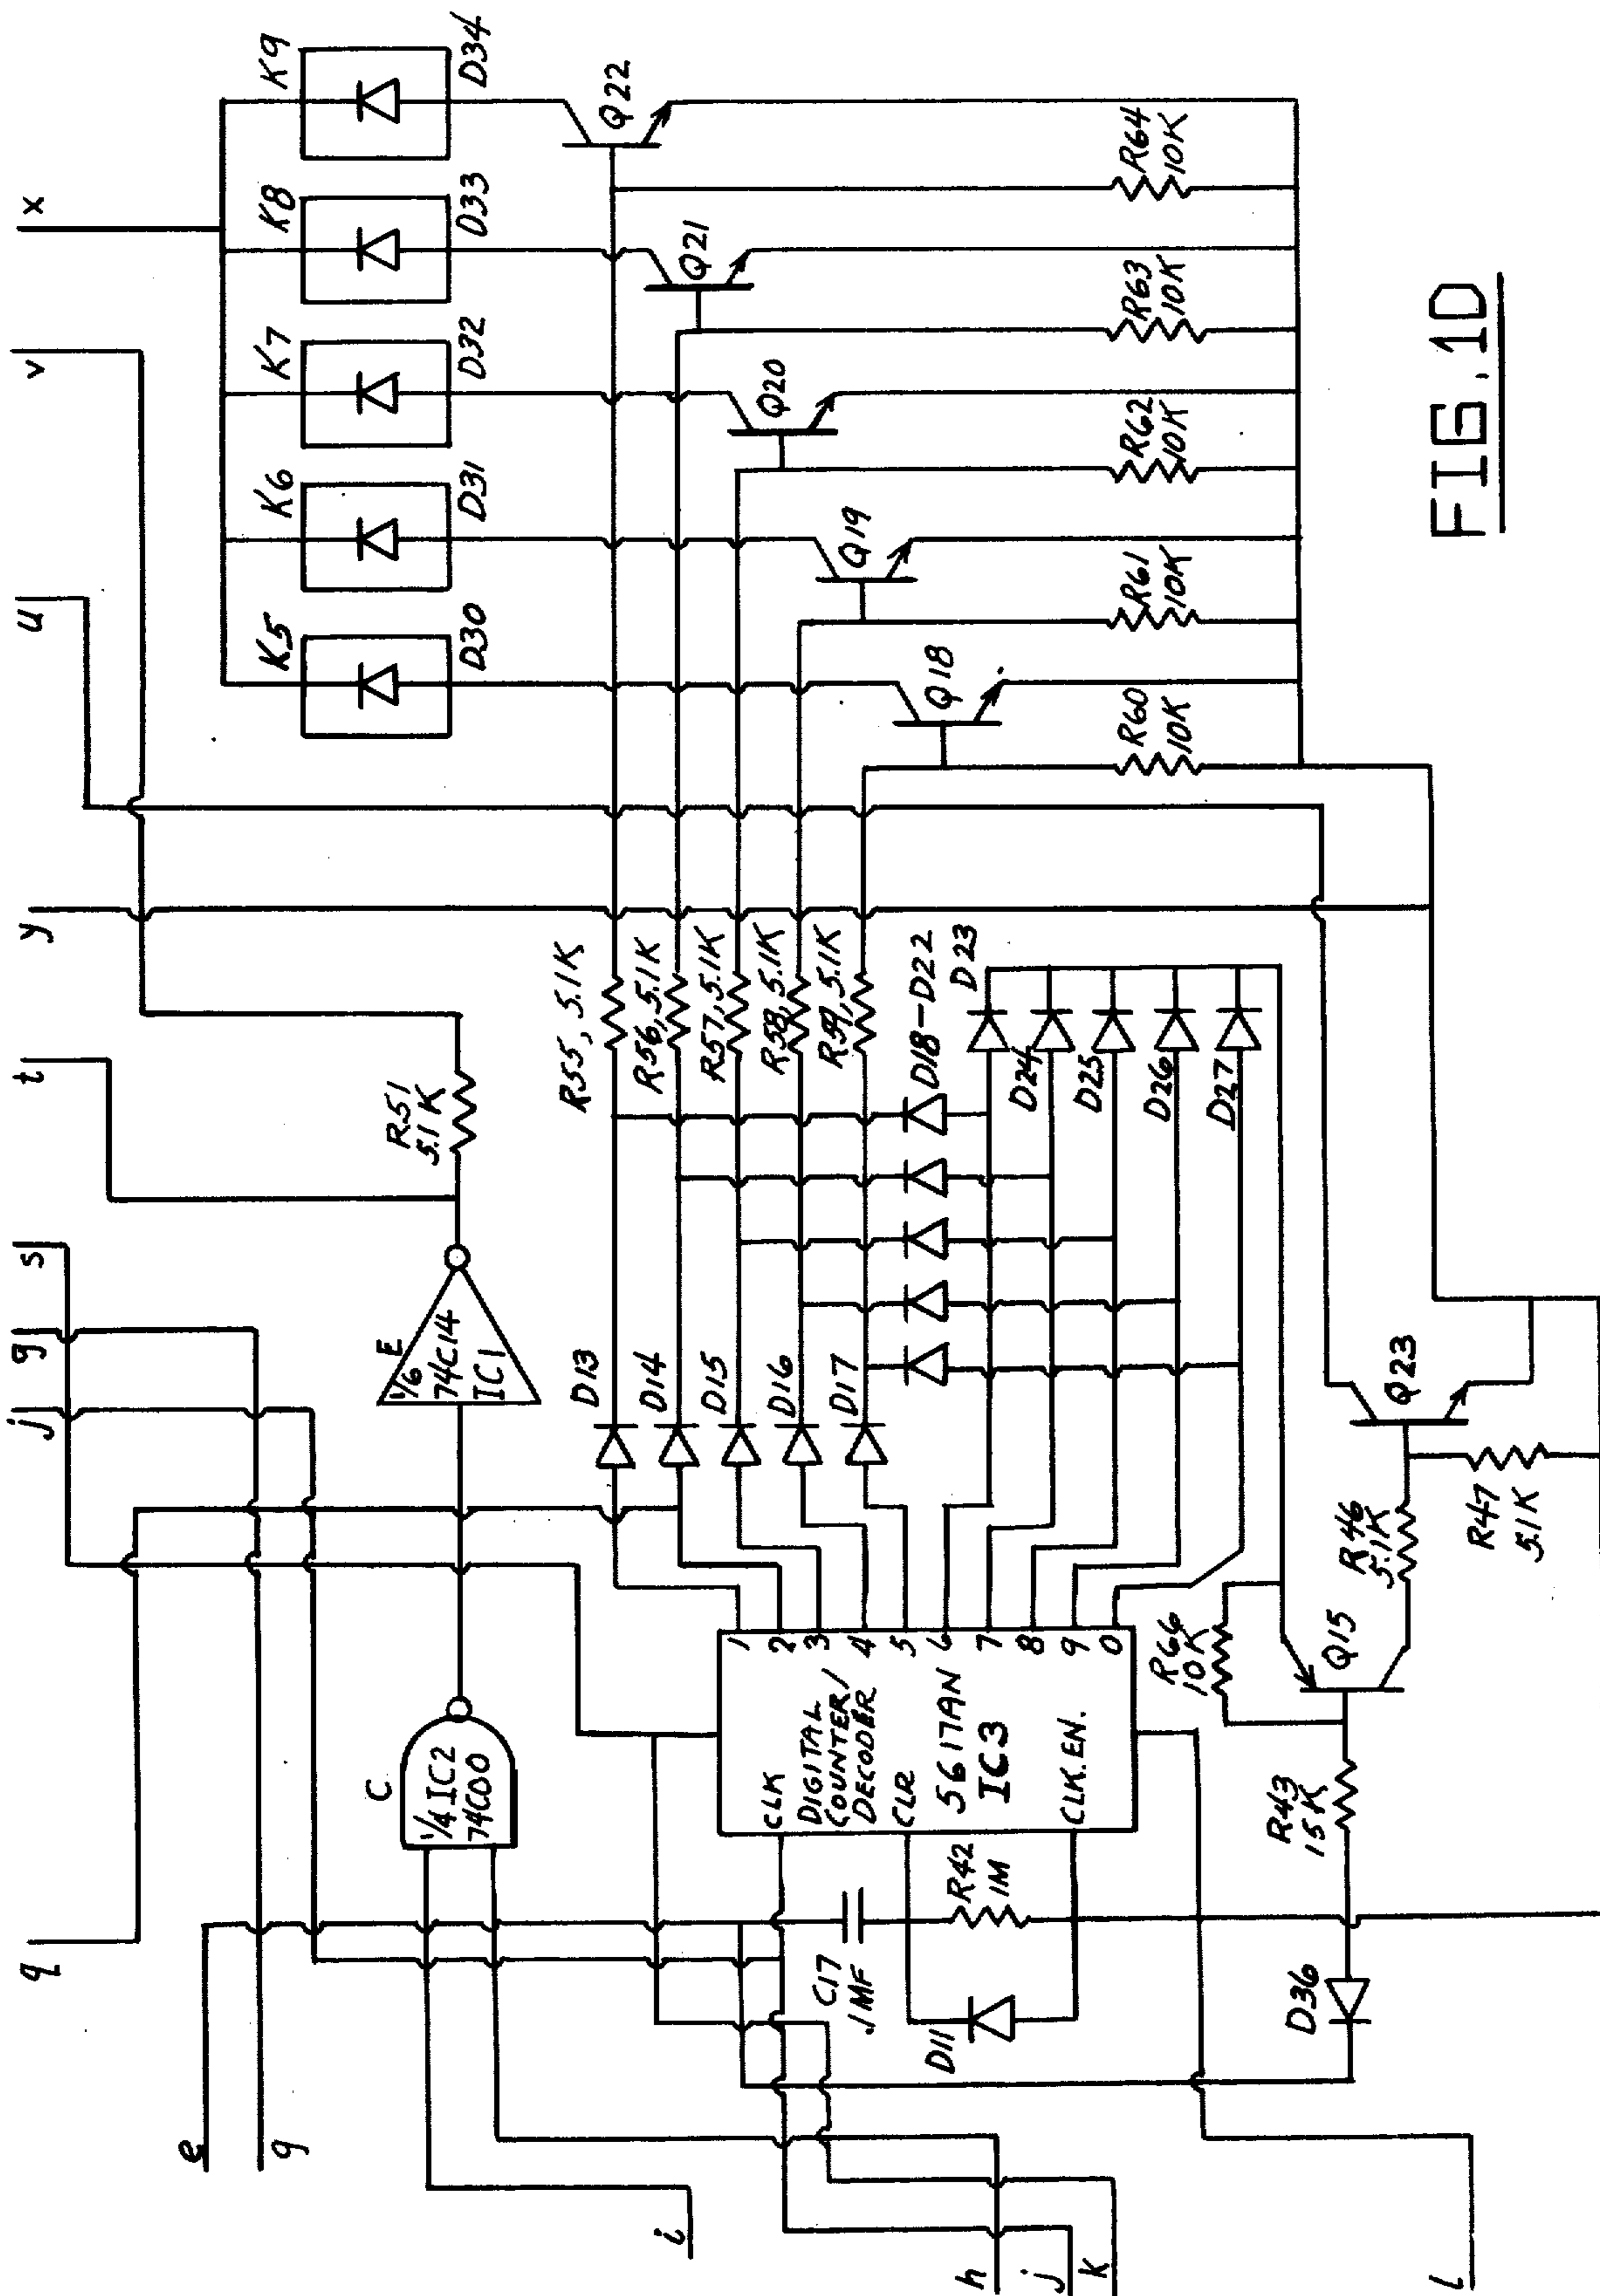 e
g
i
h
j
k
l
q
j
g
s
t
y
u
v
x
C
1/4 IC2
74C00
1/6 E
74C14
IC1
R51
5.1K
K5
D30
K6
D31
K7
D32
K8
D33
K9
D34
CLK
DIGITAL
COUNTER/
DECODER
CLR
5617AN
IC3
CLK.EN.
1
2
3
4
5
6
7
8
9
0
C17
.1MF
R42
1M
D11
D13
D14
D15
D16
D17
R55, 5.1K
R56, 5.1K
R57, 5.1K
R58, 5.1K
R59, 5.1K
D18-D22
D23
D24
D25
D26
D27
Q18
Q19
Q20
Q21
Q22
R60
10K
R61
10K
R62
10K
R63
10K
R64
10K
D36
R43
15K
R66
10K
Q15
R46
5.1K
R47
5.1K
Q23
FIG. 1D